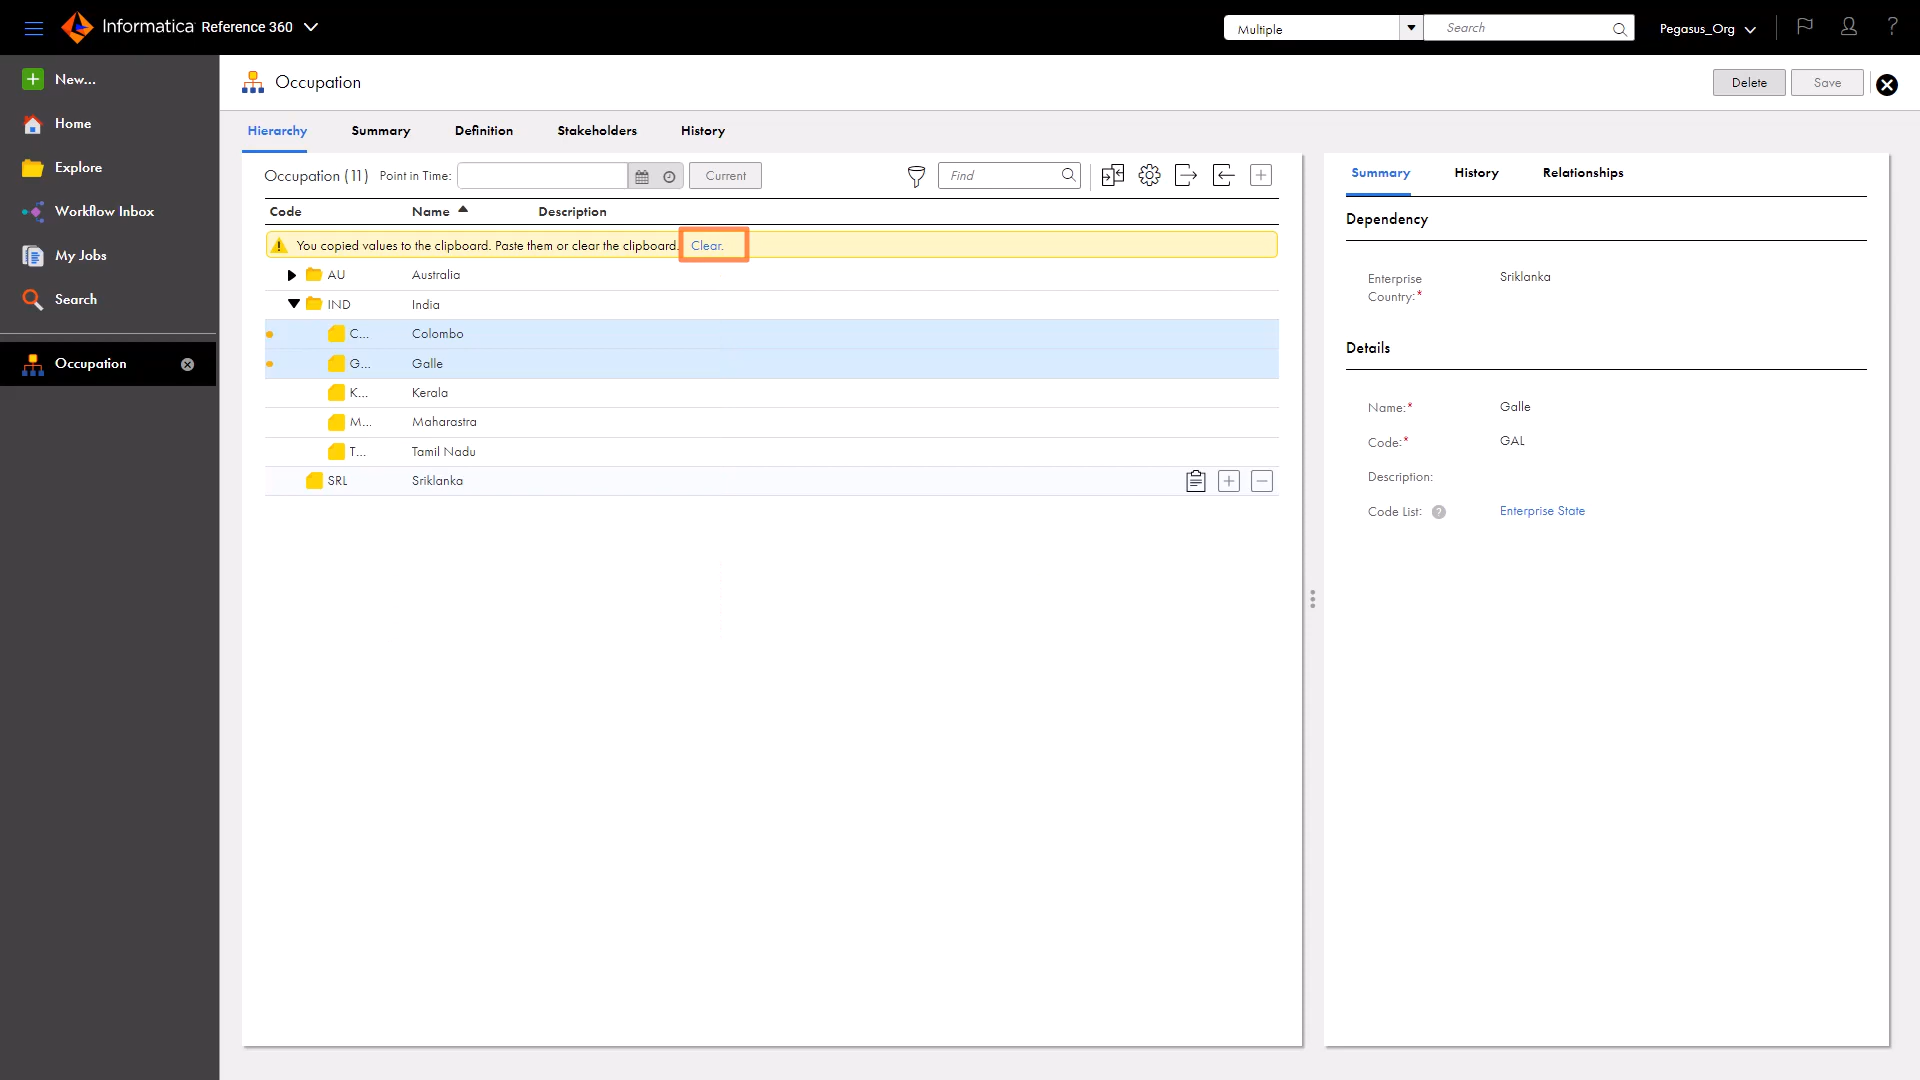 Informatica Reference 360
Multiple
Search
Pegasus_Org
?
New...
Home
Explore
Workflow Inbox
My Jobs
Search
Occupation
Occupation
Delete
Save
Hierarchy
Summary
Definition
Stakeholders
History
Occupation (11)
Point in Time:
Current
Find
Code
Name
Description
You copied values to the clipboard. Paste them or clear the clipboard. Clear.
AU Australia
IND India
C... Colombo
G... Galle
K... Kerala
M... Maharastra
T... Tamil Nadu
SRL Sriklanka
Summary
History
Relationships
Dependency
Enterprise Country:* Sriklanka
Details
Name:* Galle
Code:* GAL
Description:
Code List: ? Enterprise State